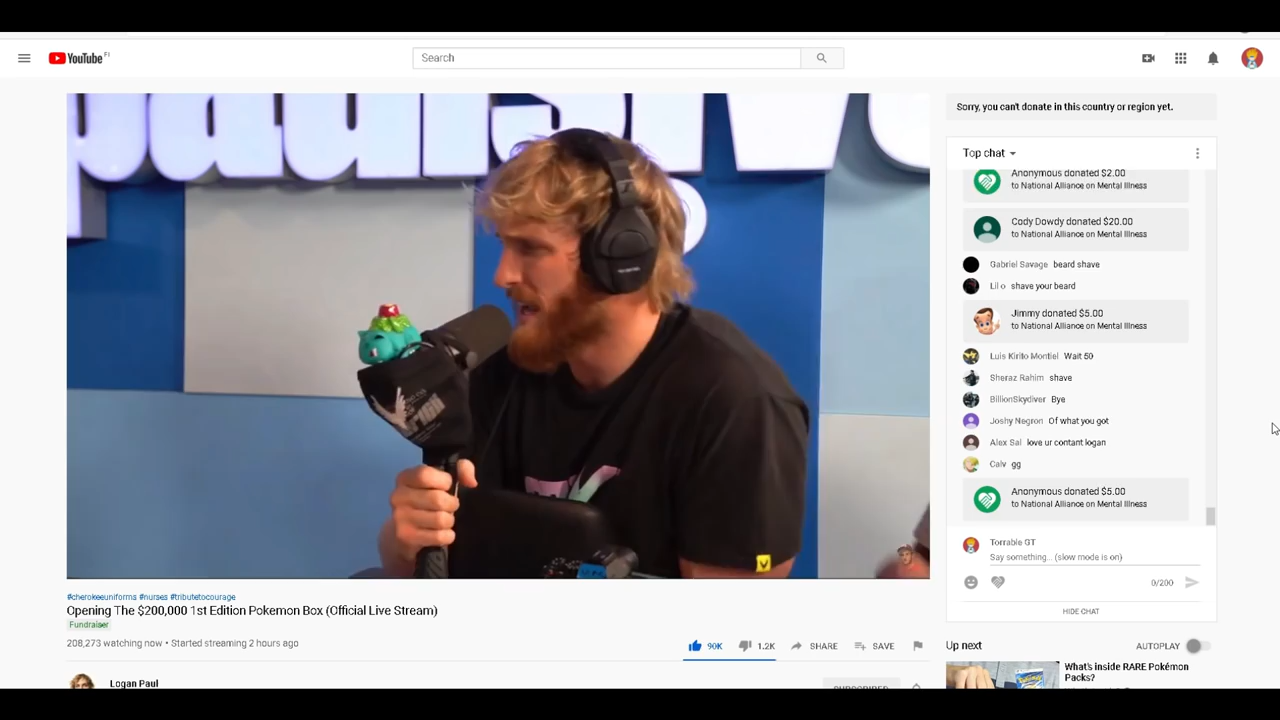 YouTube FI
Search
Sorry, you can't donate in this country or region yet.
Top chat
Anonymous donated $2.00
to National Alliance on Mental Illness
Cody Dowdy donated $20.00
to National Alliance on Mental Illness
Gabriel Savage beard shave
Lil o shave your beard
Jimmy donated $5.00
to National Alliance on Mental Illness
Luis Kirito Montiel Wait 50
Sheraz Rahim shave
BillionSkydiver Bye
Joshy Negron Of what you got
Alex Sal love ur contant logan
Calv gg
Anonymous donated $5.00
to National Alliance on Mental Illness
Torrable GT
Say something... (slow mode is on)
0/200
HIDE CHAT
#cherokeeuniforms #nurses #tributetocourage
Opening The $200,000 1st Edition Pokemon Box (Official Live Stream)
Fundraiser
208,273 watching now • Started streaming 2 hours ago
90K 1.2K SHARE SAVE
Logan Paul
SUBSCRIBED
Up next AUTOPLAY
What's inside RARE Pokémon
Packs?